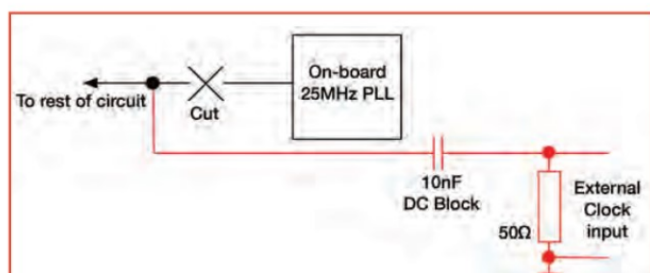 On-board
25MHz PLL
To rest of circuit
Cut
10nF
DC Block
50Ω
External
Clock
input